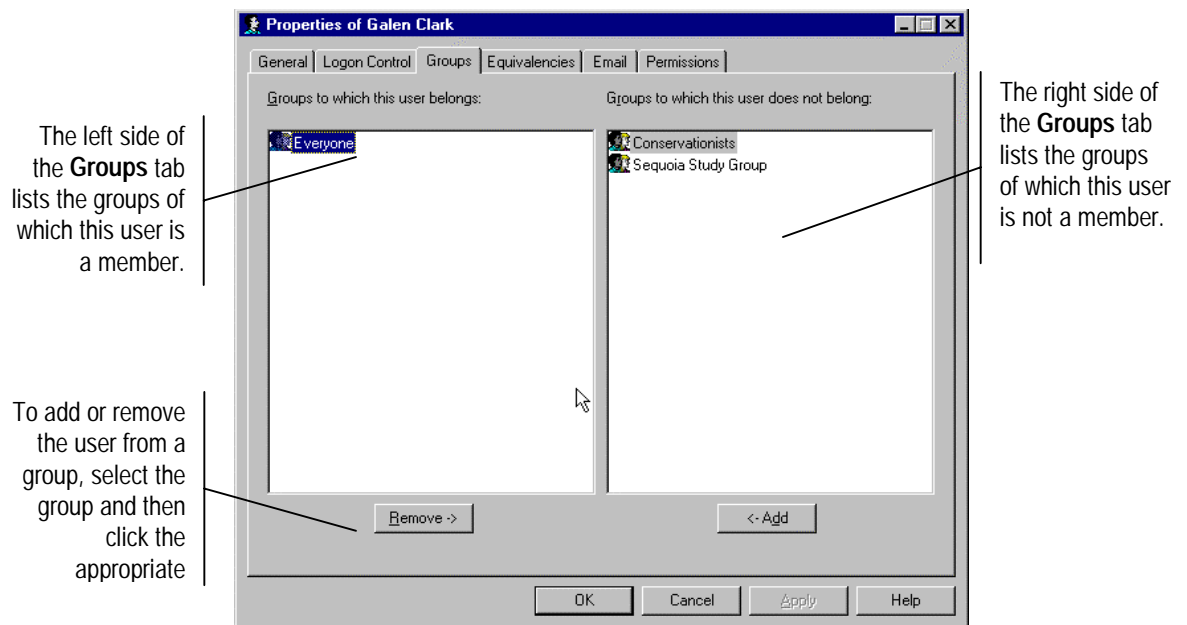 Properties of Galen Clark
General Logon Control Groups Equivalencies Email Permissions
Groups to which this user belongs:
Groups to which this user does not belong:
Everyone
Conservationists
Sequoia Study Group
Remove ->
<- Add
OK Cancel Apply Help
The left side of
the Groups tab
lists the groups of
which this user is
a member.
To add or remove
the user from a
group, select the
group and then
click the
appropriate
The right side of
the Groups tab
lists the groups
of which this user
is not a member.